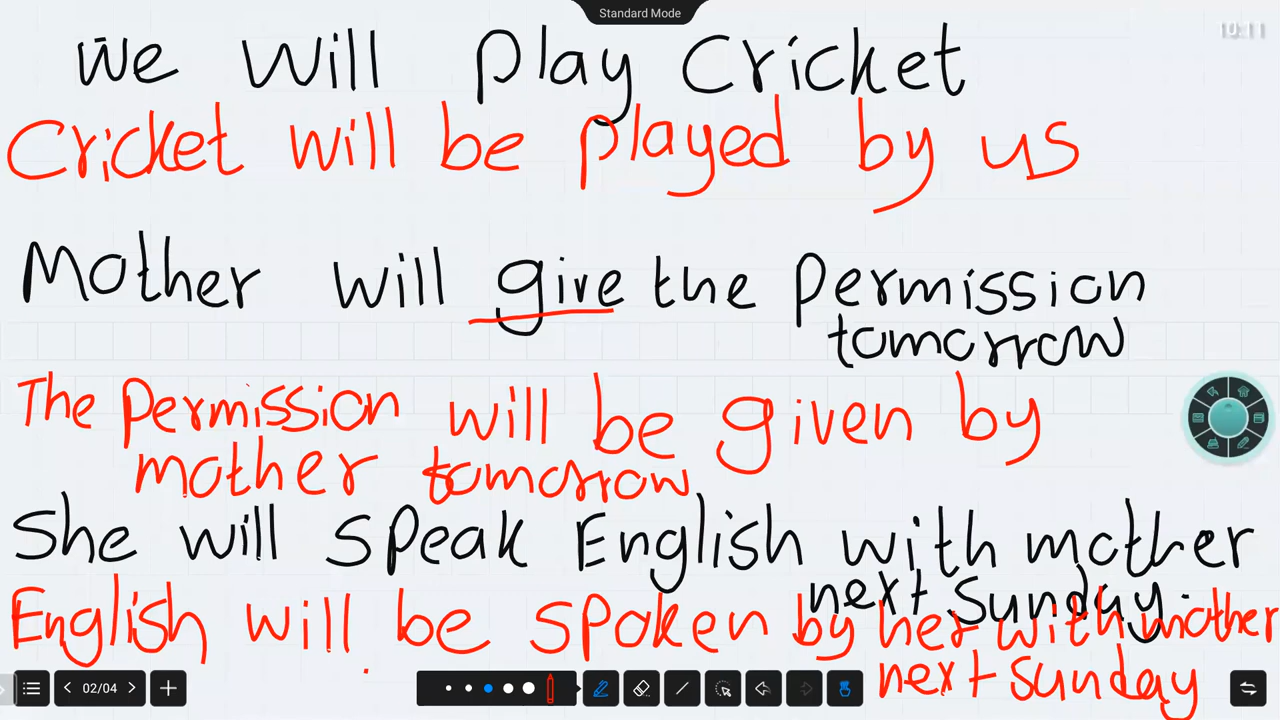 Standard Mode
10:11
We Will Play Cricket
Cricket will be played by us
Mother will give the Permission
tomorrow
The Permission will be given by
mother tomorrow
She will speak English with mother
next Sunday.
English will be spoken by her with mother
next Sunday
02/04